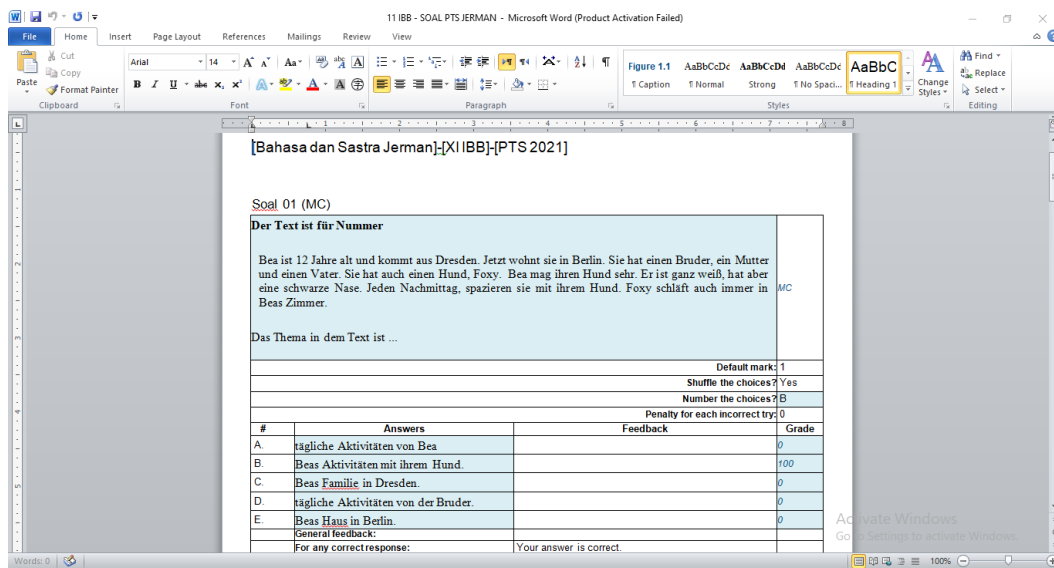 11 IBB - SOAL PTS JERMAN - Microsoft Word (Product Activation Failed)
File Home Insert Page Layout References Mailings Review View
Paste
Cut
Copy
Format Painter
Clipboard
Arial 14
Font
Paragraph
Figure 1.1 AaBbCcDc AaBbCcDd AaBbCcDc AaBbC
¶ Caption ¶ Normal Strong ¶ No Spaci... ¶ Heading 1
Change Styles
Styles
Find
Replace
Select
Editing
[Bahasa dan Sastra Jerman]-[XI IBB]-[PTS 2021]
Soal 01 (MC)
Der Text ist für Nummer
Bea ist 12 Jahre alt und kommt aus Dresden. Jetzt wohnt sie in Berlin. Sie hat einen Bruder, ein Mutter
und einen Vater. Sie hat auch einen Hund, Foxy. Bea mag ihren Hund sehr. Er ist ganz weiß, hat aber
eine schwarze Nase. Jeden Nachmittag, spazieren sie mit ihrem Hund. Foxy schläft auch immer in
Beas Zimmer.
MC
Das Thema in dem Text ist ...
Default mark: 1
Shuffle the choices? Yes
Number the choices? B
Penalty for each incorrect try: 0
# Answers Feedback Grade
A. tägliche Aktivitäten von Bea 0
B. Beas Aktivitäten mit ihrem Hund. 100
C. Beas Familie in Dresden. 0
D. tägliche Aktivitäten von der Bruder. 0
E. Beas Haus in Berlin. 0
General feedback:
For any correct response: Your answer is correct.
Activate Windows
Go to Settings to activate Windows.
Words: 0
100%